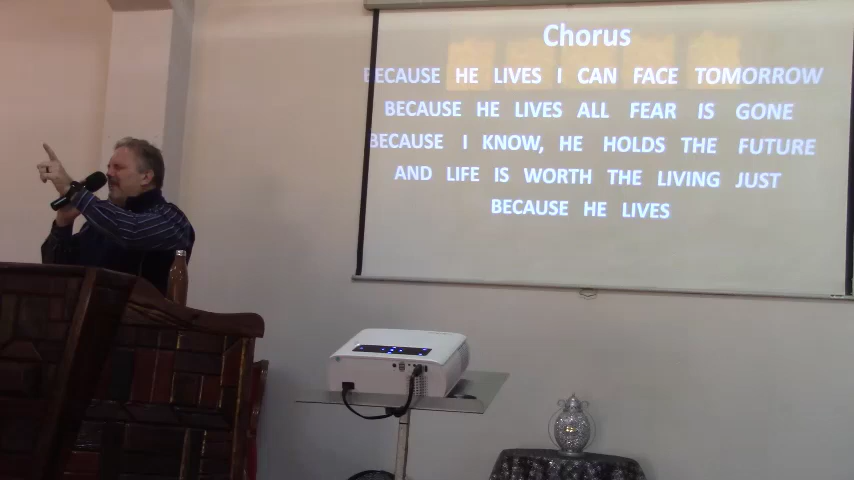 Chorus
BECAUSE HE LIVES I CAN FACE TOMORROW
BECAUSE HE LIVES ALL FEAR IS GONE
BECAUSE I KNOW, HE HOLDS THE FUTURE
AND LIFE IS WORTH THE LIVING JUST
BECAUSE HE LIVES